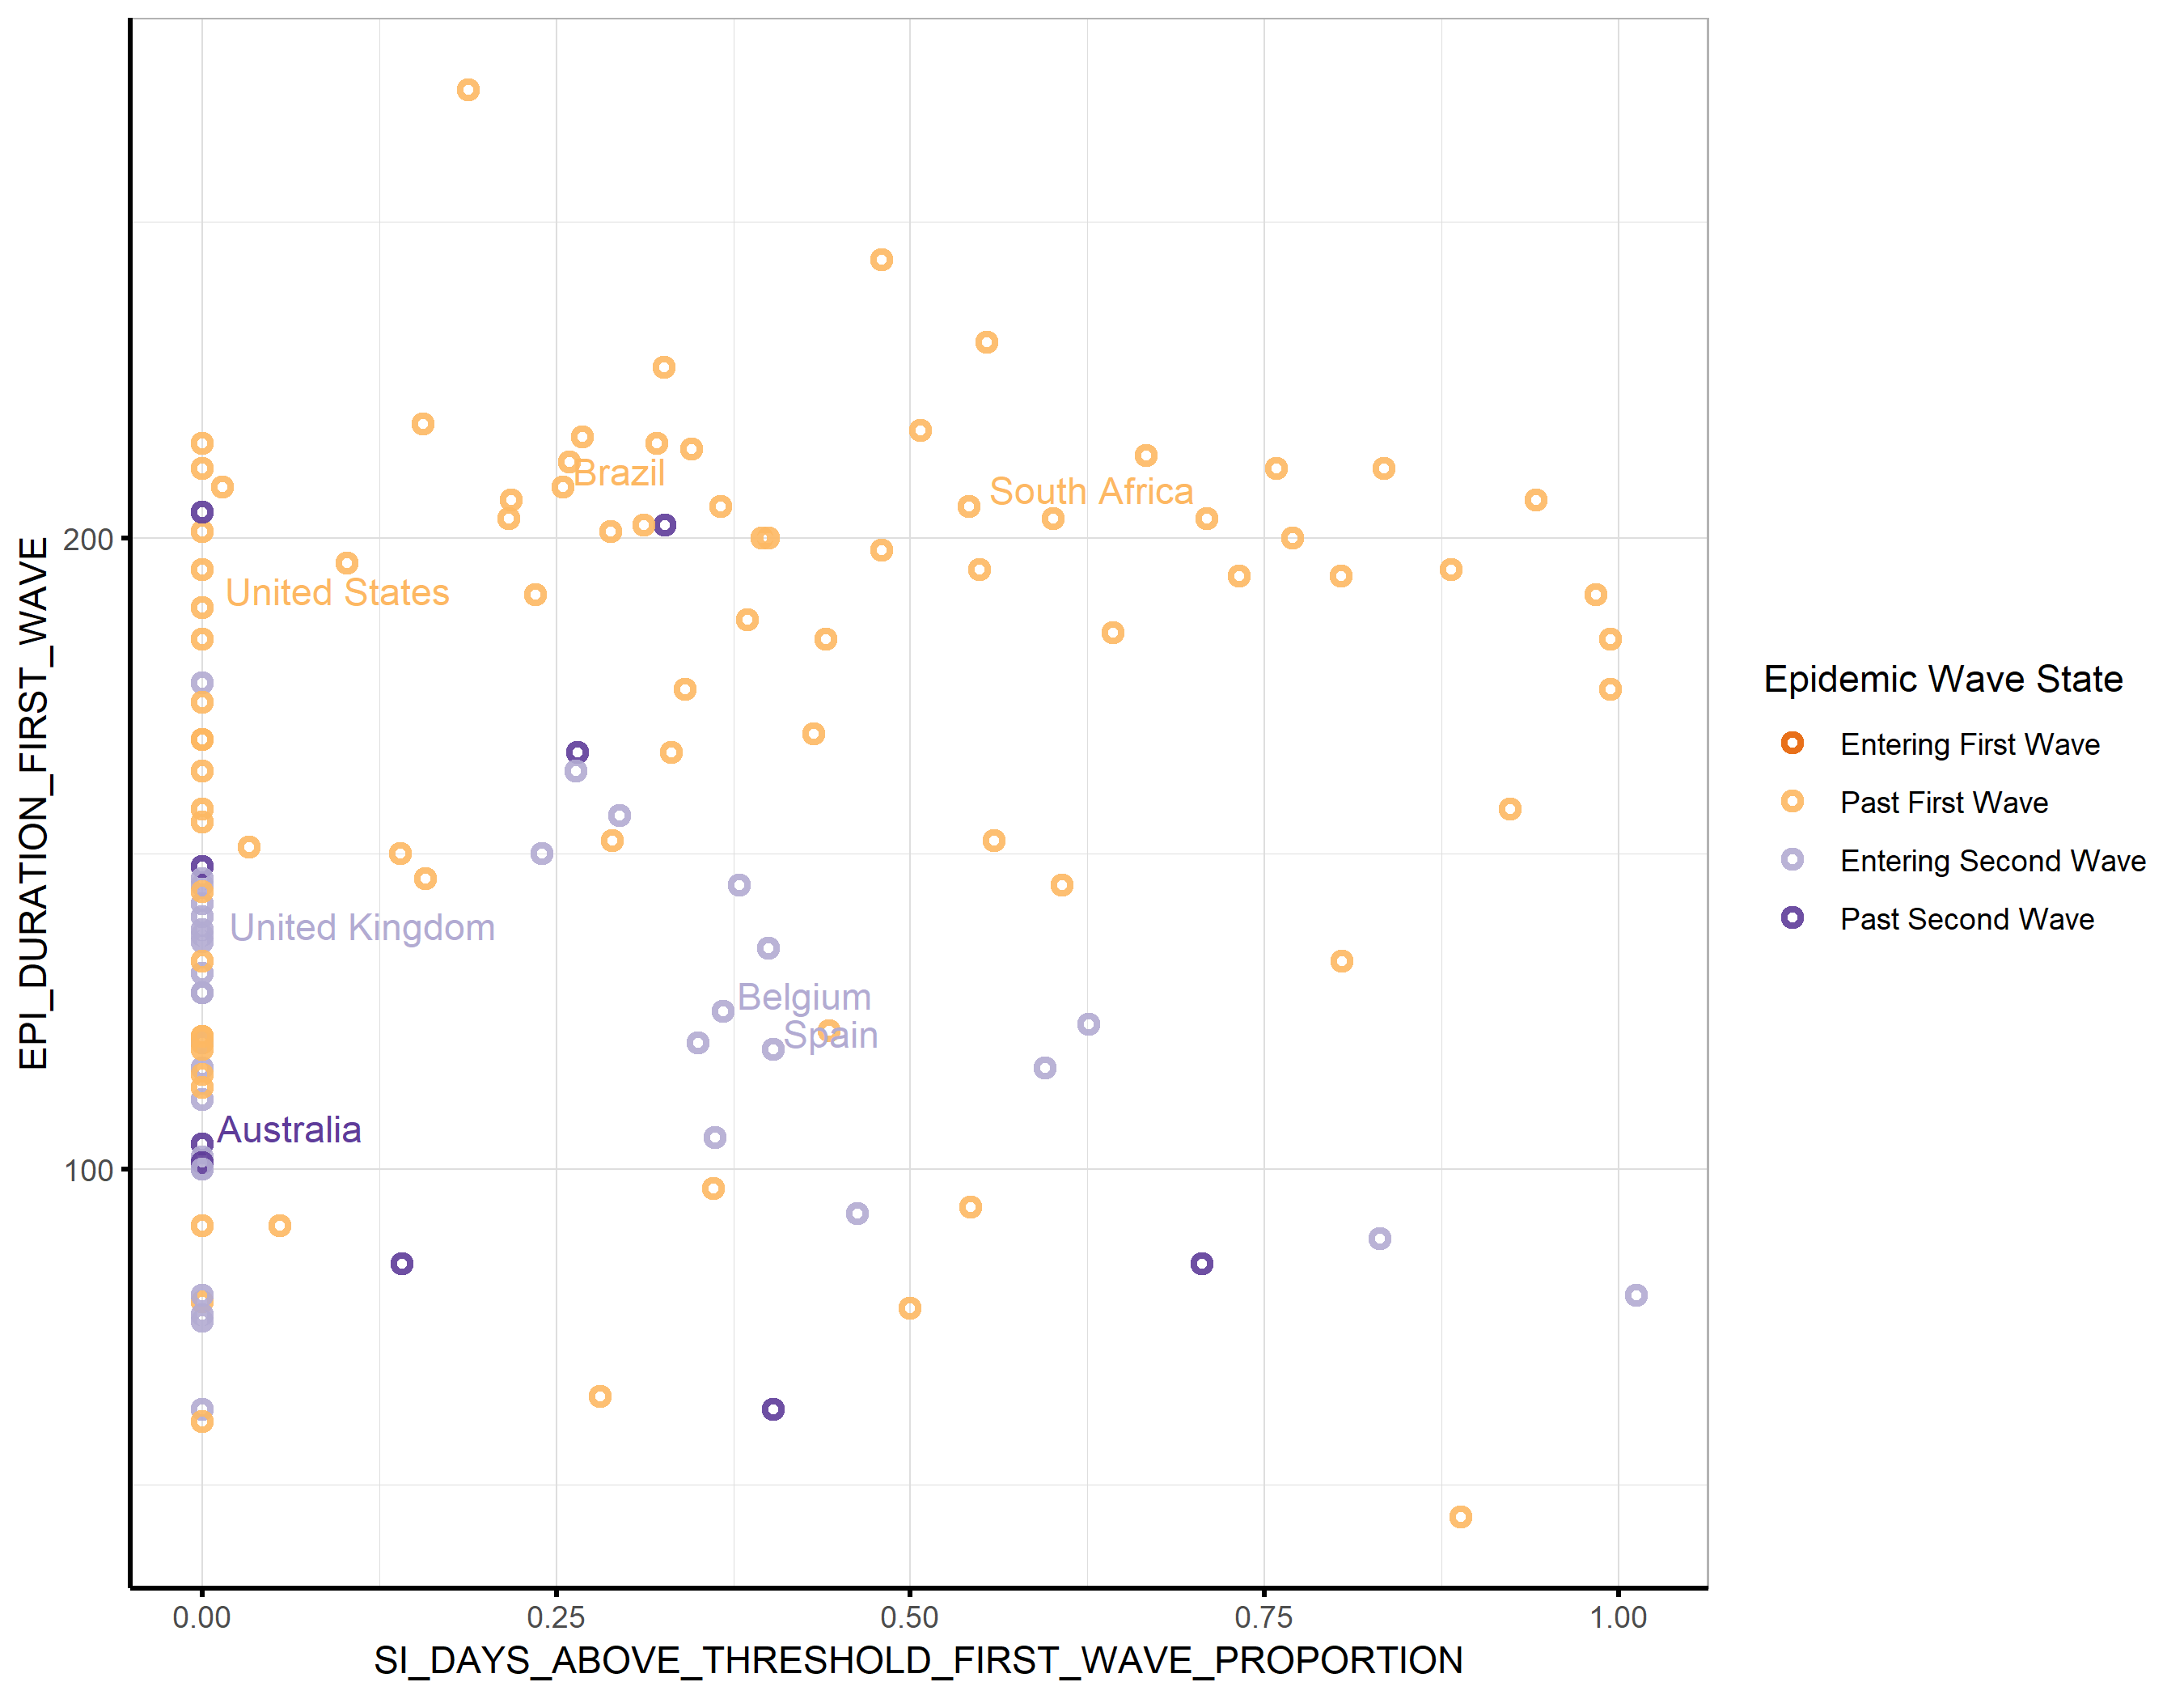 EPI_DURATION_FIRST_WAVE
200
100
Brazil
South Africa
United States
United Kingdom
Belgium
Spain
Australia
0.00
0.25
0.50
0.75
1.00
SI_DAYS_ABOVE_THRESHOLD_FIRST_WAVE_PROPORTION
Epidemic Wave State
Entering First Wave
Past First Wave
Entering Second Wave
Past Second Wave